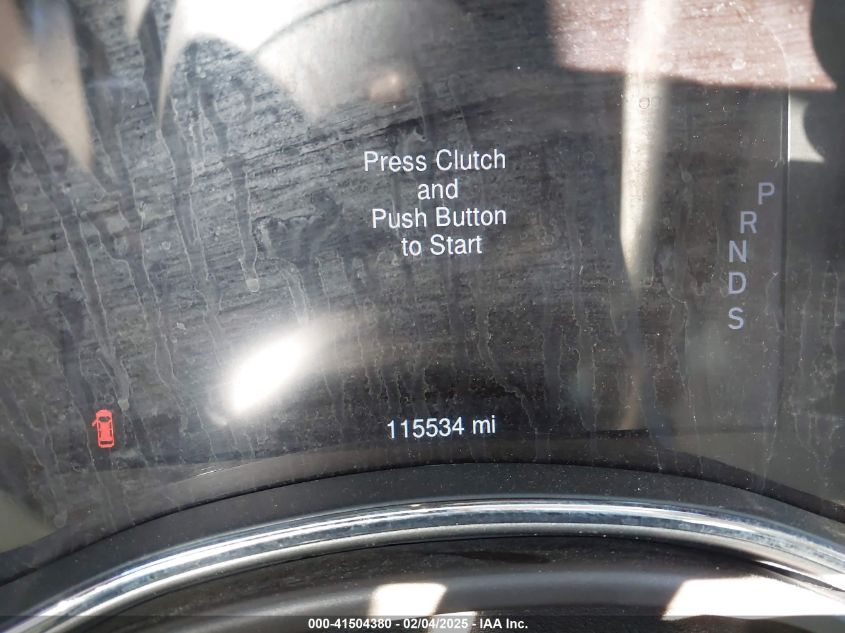 Press Clutch
and
Push Button
to Start
P
R
N
D
S
115534 mi
000-41504380 - 02/04/2025 - IAA Inc.